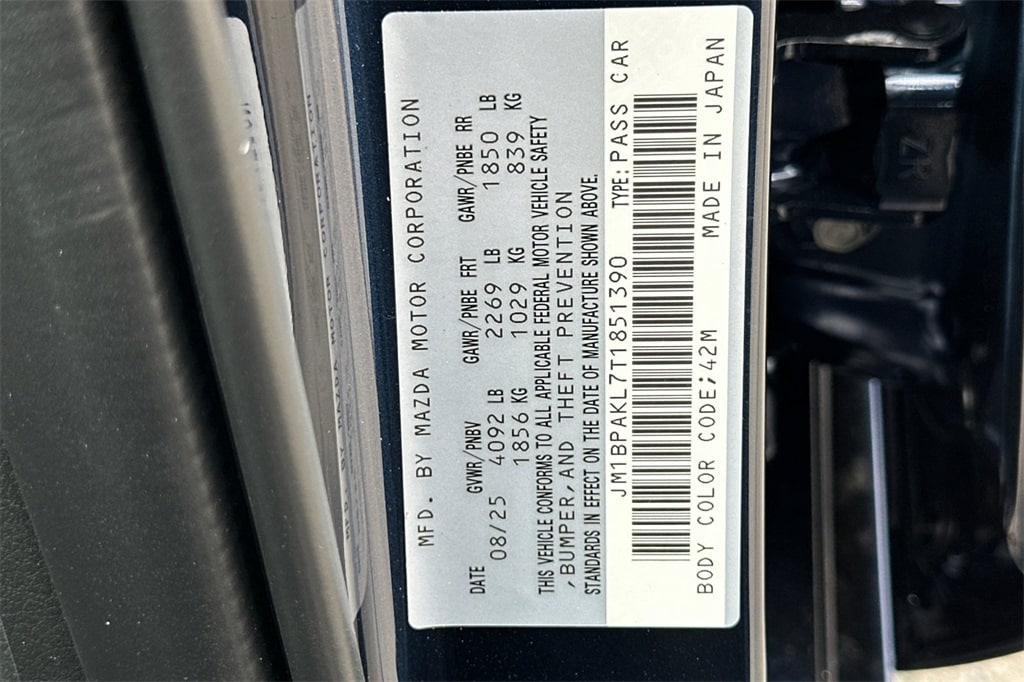 MFD. BY MAZDA MOTOR CORPORATION
DATE GVWR/PNBV GAWR/PNBE FRT GAWR/PNBE RR
08/25 4092 LB 2269 LB 1850 LB
1856 KG 1029 KG 839 KG
THIS VEHICLE CONFORMS TO ALL APPLICABLE FEDERAL MOTOR VEHICLE SAFETY
,BUMPER,AND THEFT PREVENTION
STANDARDS IN EFFECT ON THE DATE OF MANUFACTURE SHOWN ABOVE.
JM1BPAKL7T1851390 TYPE:PASS CAR
BODY COLOR CODE;42M MADE IN JAPAN
ZR